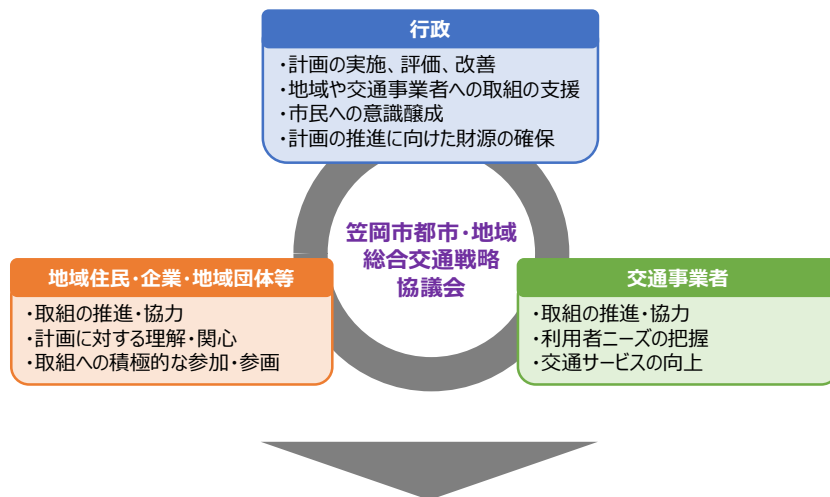 行政
・計画の実施、評価、改善
・地域や交通事業者への取組の支援
・市民への意識醸成
・計画の推進に向けた財源の確保
笠岡市都市・地域
総合交通戦略
協議会
地域住民・企業・地域団体等
・取組の推進・協力
・計画に対する理解・関心
・取組への積極的な参加・参画
交通事業者
・取組の推進・協力
・利用者ニーズの把握
・交通サービスの向上